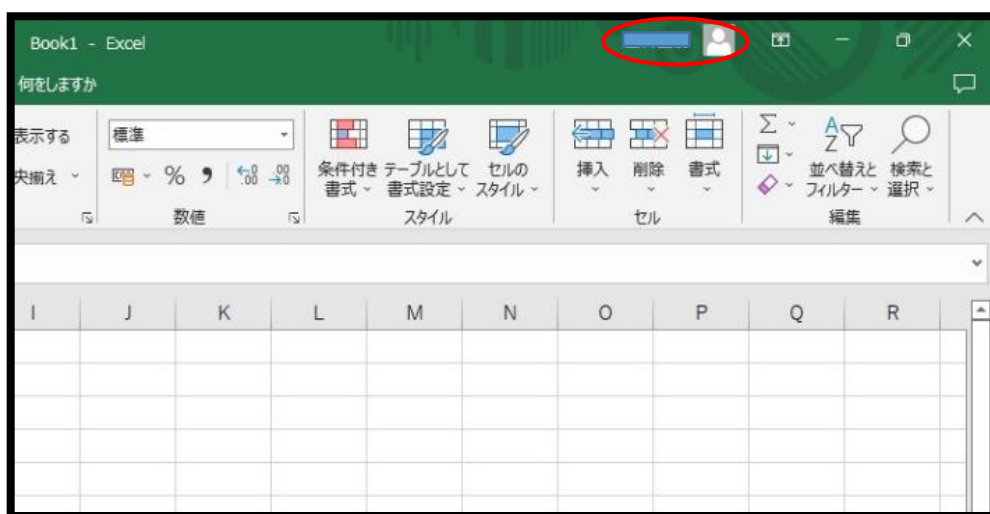 Book1 - Excel
何をしますか
表示する
標準
央揃え
% 9 .00
条件付き テーブルとして セルの
書式 書式設定 スタイル
挿入 削除 書式
並べ替えと 検索と
フィルター 選択
数値 スタイル セル 編集
I J K L M N O P Q R